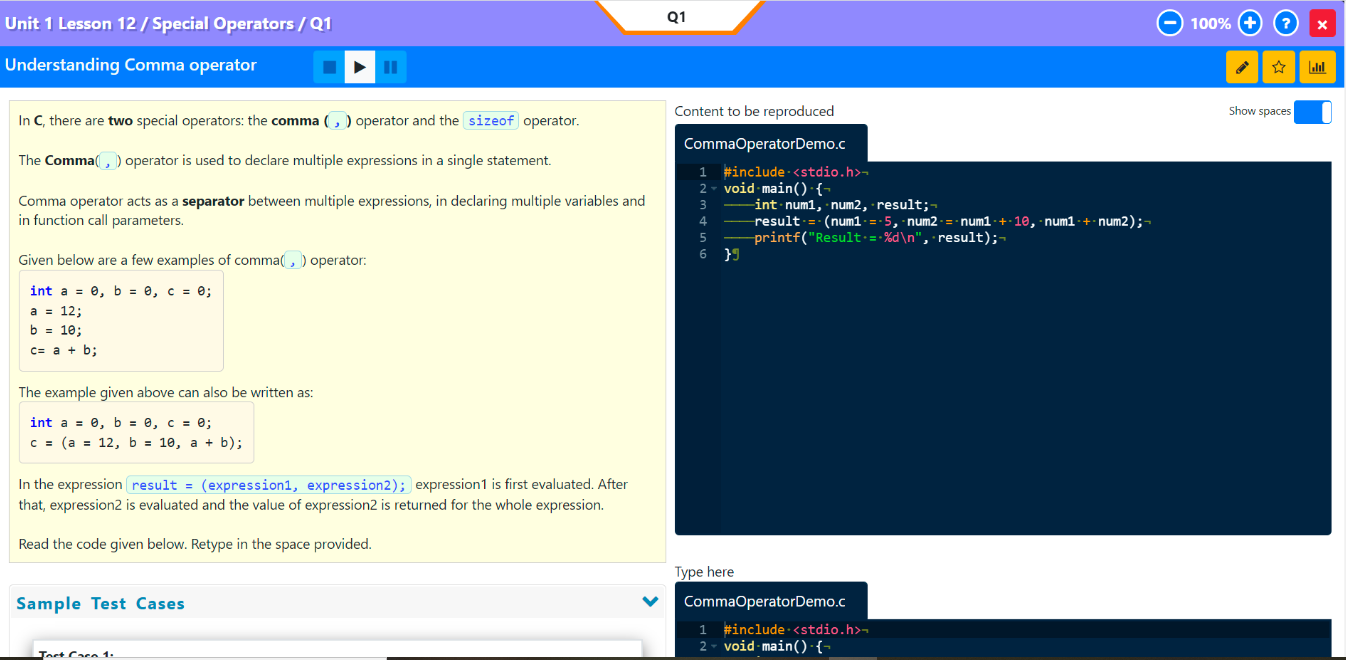 Unit 1 Lesson 12 / Special Operators / Q1
Q1
100%
?
Understanding Comma operator
In C, there are two special operators: the comma ( , ) operator and the sizeof operator.
The Comma( , ) operator is used to declare multiple expressions in a single statement.
Comma operator acts as a separator between multiple expressions, in declaring multiple variables and
in function call parameters.
Given below are a few examples of comma( , ) operator:
int a = 0, b = 0, c = 0;
a = 12;
b = 10;
c= a + b;
The example given above can also be written as:
int a = 0, b = 0, c = 0;
c = (a = 12, b = 10, a + b);
In the expression result = (expression1, expression2); expression1 is first evaluated. After
that, expression2 is evaluated and the value of expression2 is returned for the whole expression.
Read the code given below. Retype in the space provided.
Sample Test Cases
Test Case 1:
Content to be reproduced
Show spaces
CommaOperatorDemo.c
1 #include·<stdio.h>¬
2 void·main()·{¬
3 ————int·num1,·num2,·result;¬
4 ————result·=·(num1·=·5,·num2·=·num1·+·10,·num1·+·num2);¬
5 ————printf("Result·=·%d\n",·result);¬
6 }¶
Type here
CommaOperatorDemo.c
1 #include·<stdio.h>¬
2 void·main()·{¬